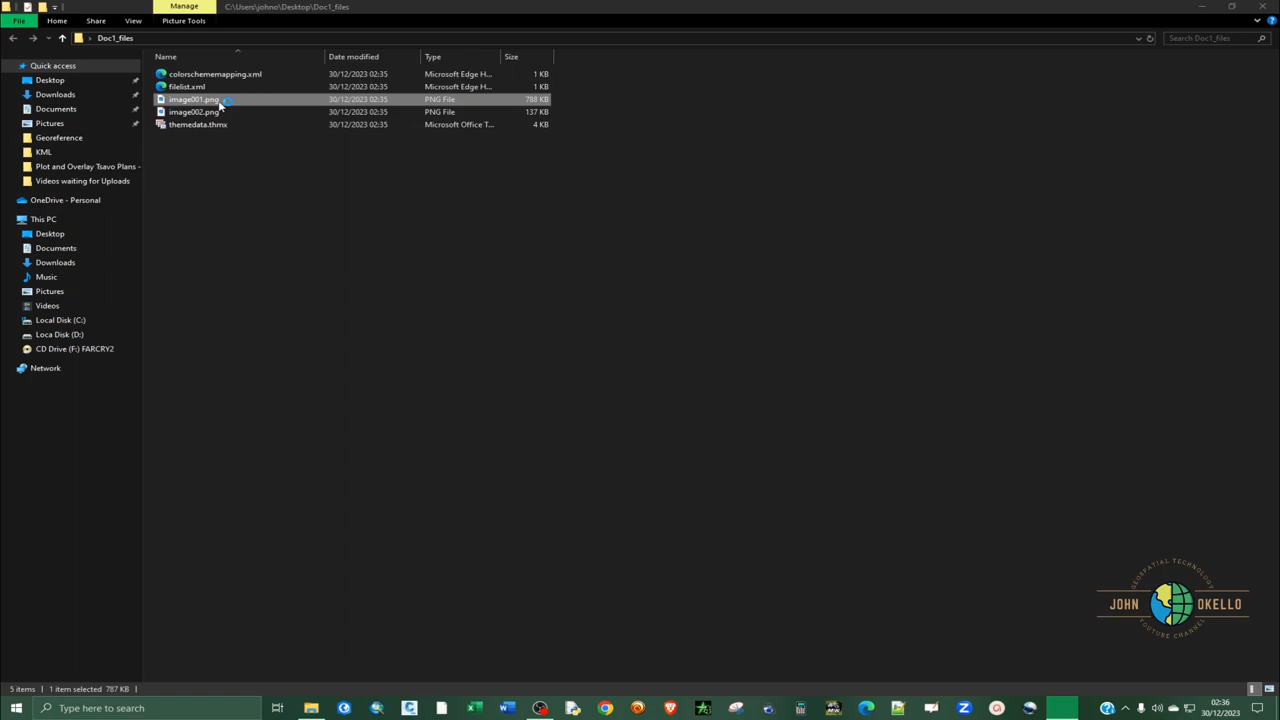 Manage
C:\Users\johno\Desktop\Doc1_files
File Home Share View Picture Tools
Doc1_files
Search Doc1_files
Name Date modified Type Size
colorschememapping.xml 30/12/2023 02:35 Microsoft Edge H... 1 KB
filelist.xml 30/12/2023 02:35 Microsoft Edge H... 1 KB
image001.png 30/12/2023 02:35 PNG File 788 KB
image002.png 30/12/2023 02:35 PNG File 137 KB
themedata.thmx 30/12/2023 02:35 Microsoft Office T... 4 KB
Quick access
Desktop
Downloads
Documents
Pictures
Georeference
KML
Plot and Overlay Tsavo Plans -
Videos waiting for Uploads
OneDrive - Personal
This PC
Desktop
Documents
Downloads
Music
Pictures
Videos
Local Disk (C:)
Loca Disk (D:)
CD Drive (F:) FARCRY2
Network
GEOSPATIAL TECHNOLOGY
JOHN OKELLO
YOUTUBE CHANNEL
5 items 1 item selected 787 KB
Type here to search
02:36
30/12/2023